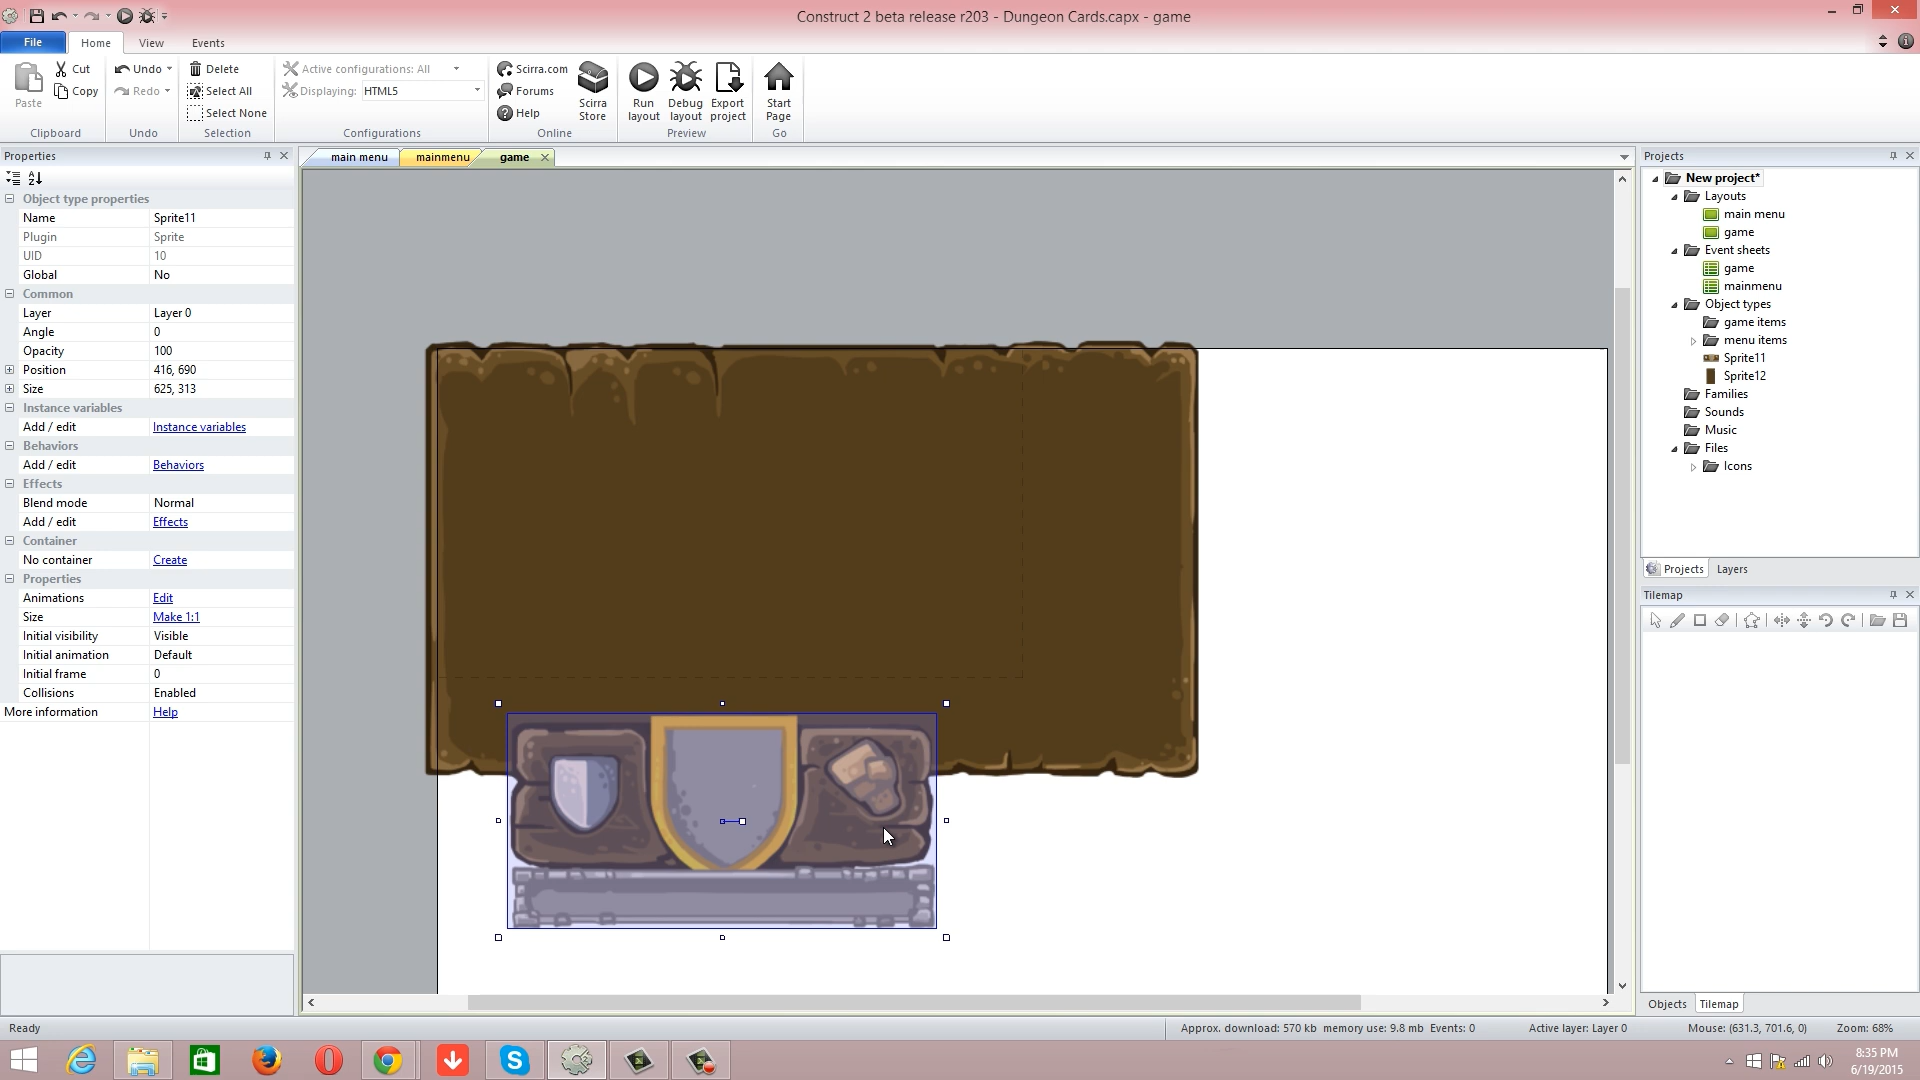 Construct 2 beta release r203 - Dungeon Cards.capx - game
File
Home
View
Events
Paste
Cut
Copy
Clipboard
Undo
Redo
Undo
Delete
Select All
Select None
Selection
Active configurations: All
Displaying: HTML5
Configurations
Scirra.com
Forums
Help
Scirra
Store
Online
Run
layout
Debug
layout
Export
project
Preview
Start
Page
Go
Properties
Object type properties
Name Sprite11
Plugin Sprite
UID 10
Global No
Common
Layer Layer 0
Angle 0
Opacity 100
Position 416, 690
Size 625, 313
Instance variables
Add / edit Instance variables
Behaviors
Add / edit Behaviors
Effects
Blend mode Normal
Add / edit Effects
Container
No container Create
Properties
Animations Edit
Size Make 1:1
Initial visibility Visible
Initial animation Default
Initial frame 0
Collisions Enabled
More information Help
main menu
mainmenu
game
Projects
New project*
Layouts
main menu
game
Event sheets
game
mainmenu
Object types
game items
menu items
Sprite11
Sprite12
Families
Sounds
Music
Files
Icons
Projects
Layers
Tilemap
Objects
Tilemap
Ready
Approx. download: 570 kb memory use: 9.8 mb Events: 0
Active layer: Layer 0
Mouse: (631.3, 701.6, 0)
Zoom: 68%
8:35 PM
6/19/2015